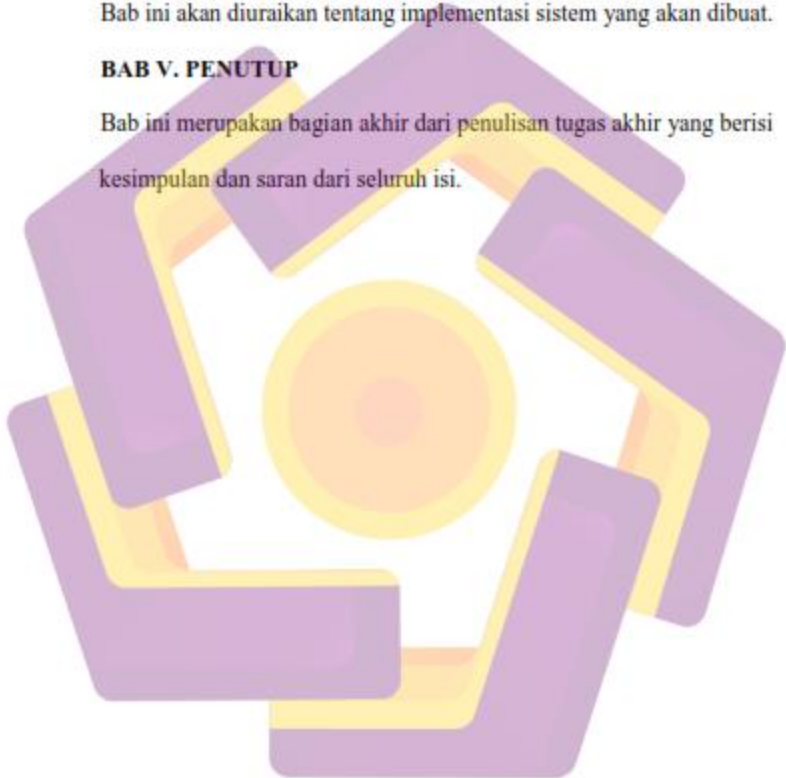 Bab ini akan diuraikan tentang implementasi sistem yang akan dibuat.
BAB V. PENUTUP
Bab ini merupakan bagian akhir dari penulisan tugas akhir yang berisi
kesimpulan dan saran dari seluruh isi.